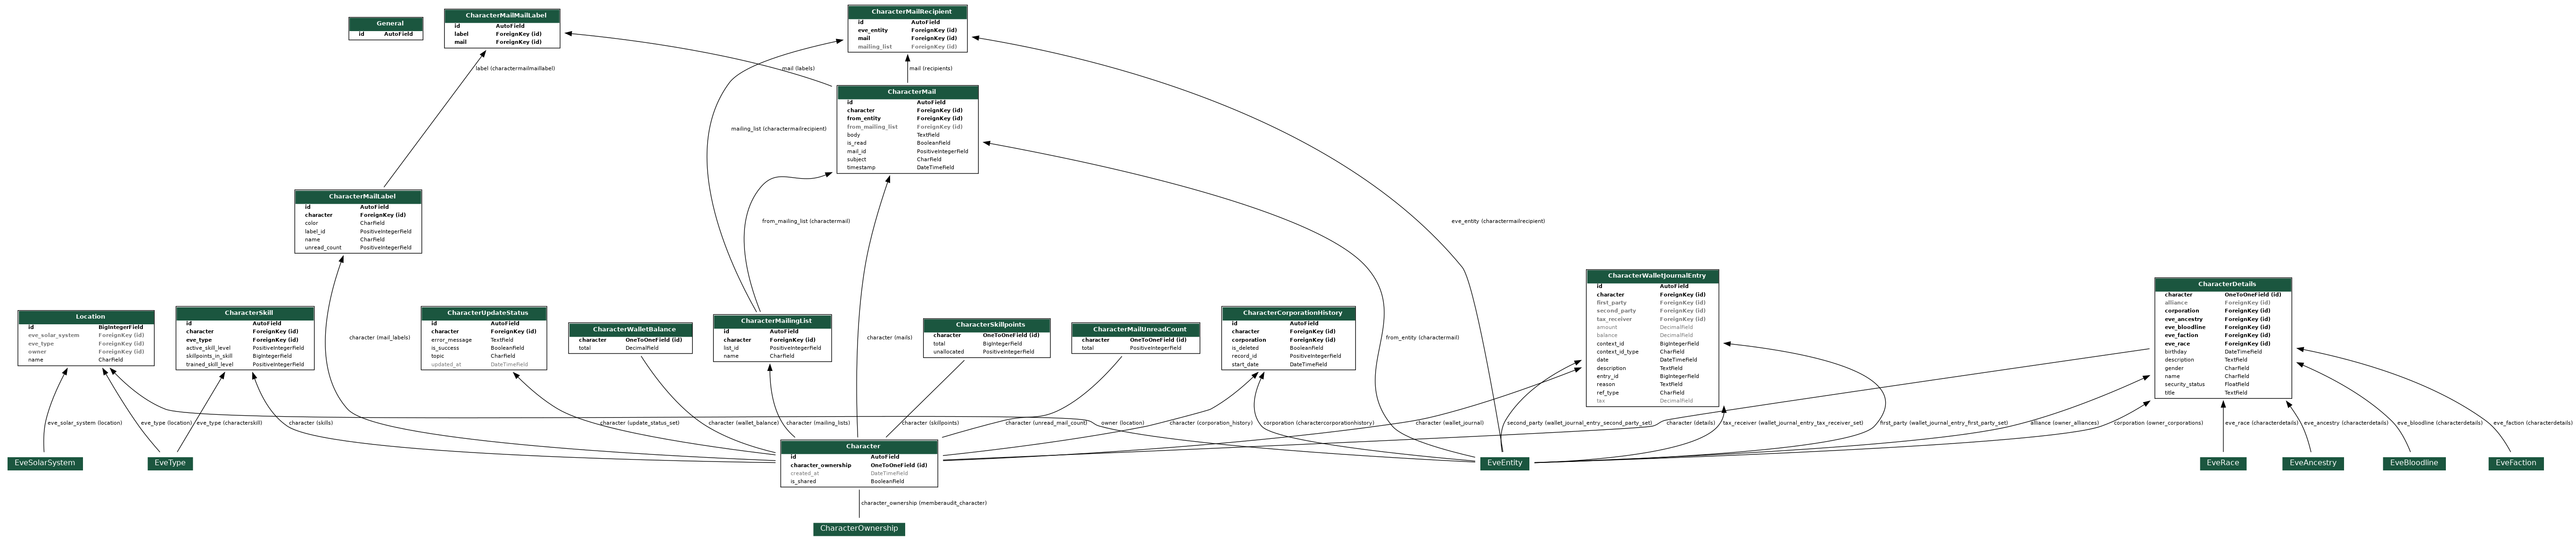 General
id AutoField
CharacterMailMailLabel
id AutoField
label ForeignKey (id)
mail ForeignKey (id)
CharacterMailRecipient
id AutoField
eve_entity ForeignKey (id)
mail ForeignKey (id)
mailing_list ForeignKey (id)
label (charactermailmaillabel)
mail (labels)
mail (recipients)
CharacterMail
id AutoField
character ForeignKey (id)
from_entity ForeignKey (id)
from_mailing_list ForeignKey (id)
body TextField
is_read BooleanField
mail_id PositiveIntegerField
subject CharField
timestamp DateTimeField
mailing_list (charactermailrecipient)
CharacterMailLabel
id AutoField
character ForeignKey (id)
color CharField
label_id PositiveIntegerField
name CharField
unread_count PositiveIntegerField
from_mailing_list (charactermail)
eve_entity (charactermailrecipient)
Location
id BigIntegerField
eve_solar_system ForeignKey (id)
eve_type ForeignKey (id)
owner ForeignKey (id)
name CharField
CharacterSkill
id AutoField
character ForeignKey (id)
eve_type ForeignKey (id)
active_skill_level PositiveIntegerField
skillpoints_in_skill BigIntegerField
trained_skill_level PositiveIntegerField
CharacterUpdateStatus
id AutoField
character ForeignKey (id)
error_message TextField
is_success BooleanField
topic CharField
updated_at DateTimeField
CharacterWalletBalance
character OneToOneField (id)
total DecimalField
CharacterMailingList
id AutoField
character ForeignKey (id)
list_id PositiveIntegerField
name CharField
CharacterSkillpoints
character OneToOneField (id)
total BigIntegerField
unallocated PositiveIntegerField
CharacterMailUnreadCount
character OneToOneField (id)
total PositiveIntegerField
CharacterCorporationHistory
id AutoField
character ForeignKey (id)
corporation ForeignKey (id)
is_deleted BooleanField
record_id PositiveIntegerField
start_date DateTimeField
CharacterWalletJournalEntry
id AutoField
character ForeignKey (id)
first_party ForeignKey (id)
second_party ForeignKey (id)
tax_receiver ForeignKey (id)
amount DecimalField
balance DecimalField
context_id BigIntegerField
context_id_type CharField
date DateTimeField
description TextField
entry_id BigIntegerField
reason TextField
ref_type CharField
tax DecimalField
CharacterDetails
character OneToOneField (id)
alliance ForeignKey (id)
corporation ForeignKey (id)
eve_ancestry ForeignKey (id)
eve_bloodline ForeignKey (id)
eve_faction ForeignKey (id)
eve_race ForeignKey (id)
birthday DateTimeField
description TextField
gender CharField
name CharField
security_status FloatField
title TextField
character (mail_labels)
character (mails)
from_entity (charactermail)
eve_solar_system (location)
eve_type (location)
eve_type (characterskill)
character (skills)
character (update_status_set)
character (wallet_balance)
character (mailing_lists)
character (skillpoints)
character (unread_mail_count)
owner (location)
character (corporation_history)
corporation (charactercorporationhistory)
character (wallet_journal)
second_party (wallet_journal_entry_second_party_set)
character (details)
tax_receiver (wallet_journal_entry_tax_receiver_set)
first_party (wallet_journal_entry_first_party_set)
alliance (owner_alliances)
corporation (owner_corporations)
eve_race (characterdetails)
eve_ancestry (characterdetails)
eve_bloodline (characterdetails)
eve_faction (characterdetails)
EveSolarSystem
EveType
Character
id AutoField
character_ownership OneToOneField (id)
created_at DateTimeField
is_shared BooleanField
EveEntity
EveRace
EveAncestry
EveBloodline
EveFaction
character_ownership (memberaudit_character)
CharacterOwnership